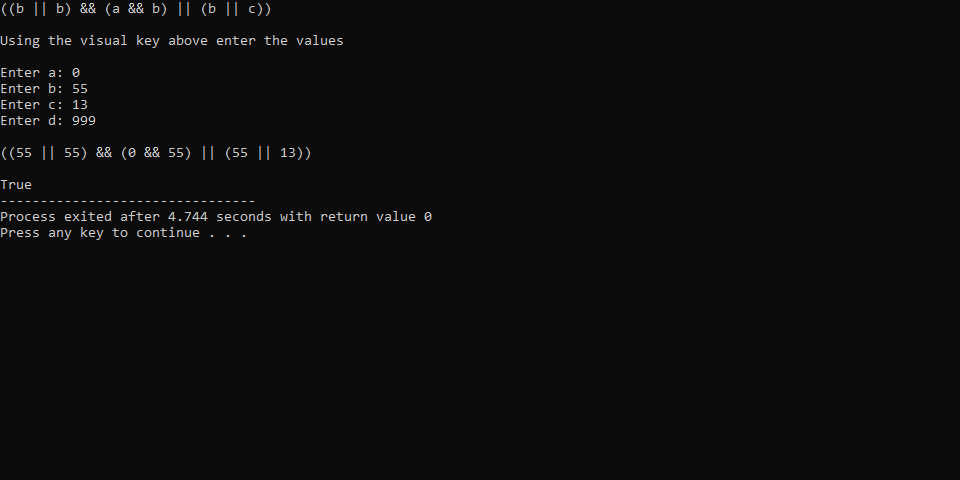 ((b || b) && (a && b) || (b || c))
Using the visual key above enter the values
Enter a: 0
Enter b: 55
Enter c: 13
Enter d: 999
((55 || 55) && (0 && 55) || (55 || 13))
True
--------------------------------
Process exited after 4.744 seconds with return value 0
Press any key to continue . . .